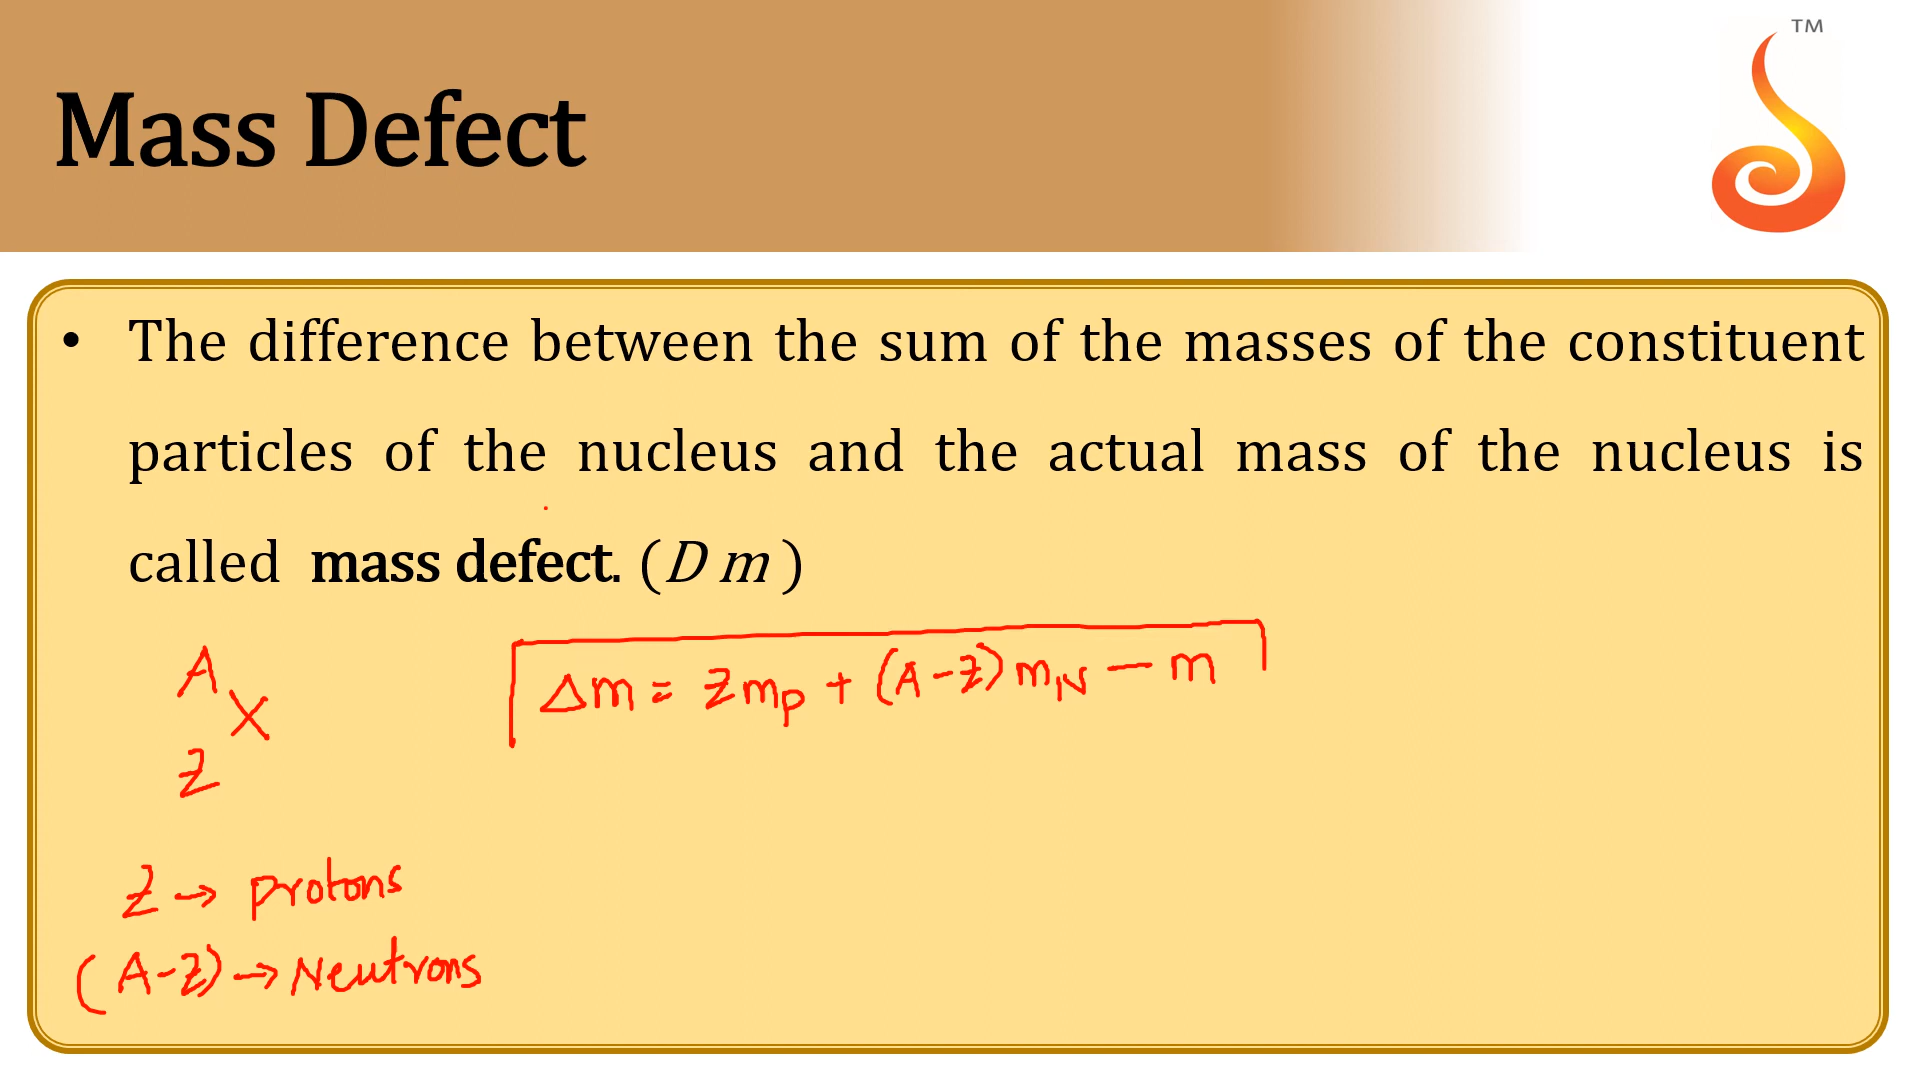 TM
Mass Defect
• The difference between the sum of the masses of the constituent
particles of the nucleus and the actual mass of the nucleus is
called mass defect. (D m)
A
X
Z
Δm = Zmp + (A-Z)mN - m
Z → Protons
(A-Z) → Neutrons